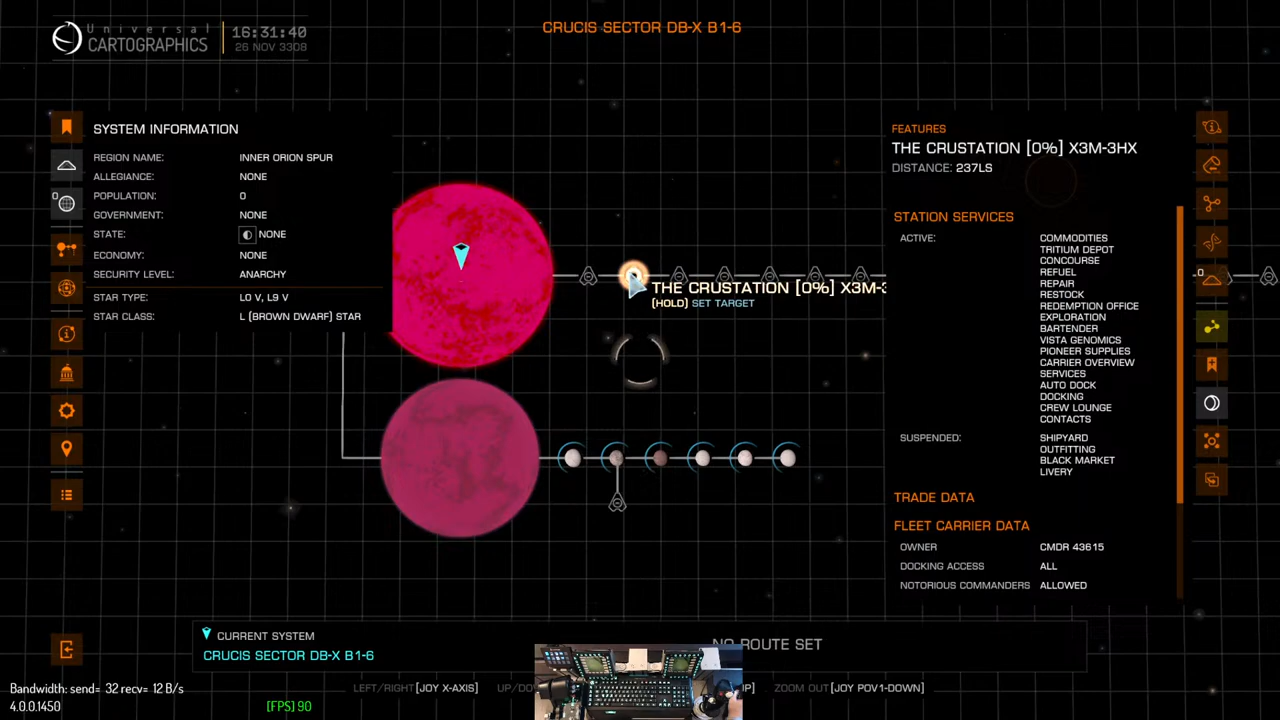 Universal
CARTOGRAPHICS
16:31:40
26 NOV 3308
CRUCIS SECTOR DB-X B1-6
SYSTEM INFORMATION
REGION NAME: INNER ORION SPUR
ALLEGIANCE: NONE
POPULATION: 0
GOVERNMENT: NONE
STATE: NONE
ECONOMY: NONE
SECURITY LEVEL: ANARCHY
STAR TYPE: L0 V, L9 V
STAR CLASS: L (BROWN DWARF) STAR
0
THE CRUSTATION [0%] X3M-3
[HOLD] SET TARGET
FEATURES
THE CRUSTATION [0%] X3M-3HX
DISTANCE: 237LS
STATION SERVICES
ACTIVE: COMMODITIES
TRITIUM DEPOT
CONCOURSE
REFUEL
REPAIR
RESTOCK
REDEMPTION OFFICE
EXPLORATION
BARTENDER
VISTA GENOMICS
PIONEER SUPPLIES
CARRIER OVERVIEW
SERVICES
AUTO DOCK
DOCKING
CREW LOUNGE
CONTACTS
SUSPENDED: SHIPYARD
OUTFITTING
BLACK MARKET
LIVERY
TRADE DATA
FLEET CARRIER DATA
OWNER CMDR 43615
DOCKING ACCESS ALL
NOTORIOUS COMMANDERS ALLOWED
0
CURRENT SYSTEM
CRUCIS SECTOR DB-X B1-6
NO ROUTE SET
LEFT/RIGHT [JOY X-AXIS] ZOOM OUT [JOY POV1-DOWN]
Bandwidth: send= 32 recv= 12 B/s
4.0.0.1450
[FPS] 90